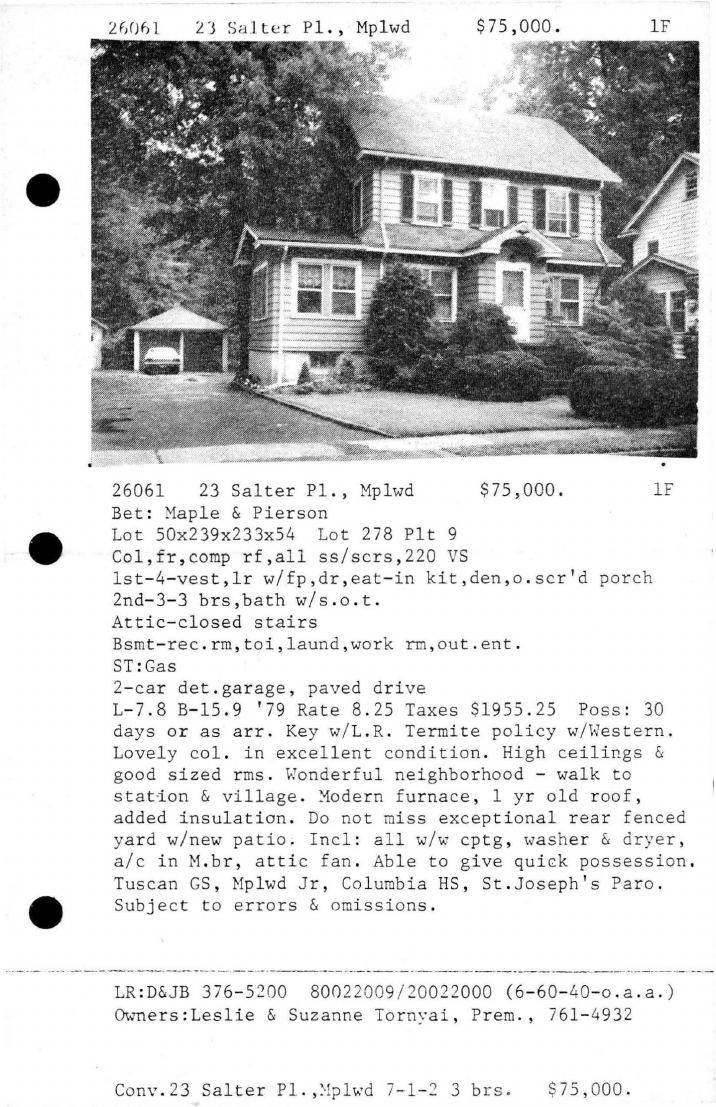 26061 23 Salter Pl., Mplwd $75,000. 1F
26061 23 Salter Pl., Mplwd $75,000. 1F
Bet: Maple & Pierson
Lot 50x239x233x54 Lot 278 Plt 9
Col,fr,comp rf,all ss/scrs,220 VS
1st-4-vest,lr w/fp,dr,eat-in kit,den,o.scr'd porch
2nd-3-3 brs,bath w/s.o.t.
Attic-closed stairs
Bsmt-rec.rm,toi,laund,work rm,out.ent.
ST:Gas
2-car det.garage, paved drive
L-7.8 B-15.9 '79 Rate 8.25 Taxes $1955.25 Poss: 30
days or as arr. Key w/L.R. Termite policy w/Western.
Lovely col. in excellent condition. High ceilings &
good sized rms. Wonderful neighborhood - walk to
station & village. Modern furnace, 1 yr old roof,
added insulation. Do not miss exceptional rear fenced
yard w/new patio. Incl: all w/w cptg, washer & dryer,
a/c in M.br, attic fan. Able to give quick possession.
Tuscan GS, Mplwd Jr, Columbia HS, St.Joseph's Paro.
Subject to errors & omissions.
LR:D&JB 376-5200 80022009/20022000 (6-60-40-o.a.a.)
Owners:Leslie & Suzanne Tornyai, Prem., 761-4932
Conv.23 Salter Pl.,Mplwd 7-1-2 3 brs. $75,000.